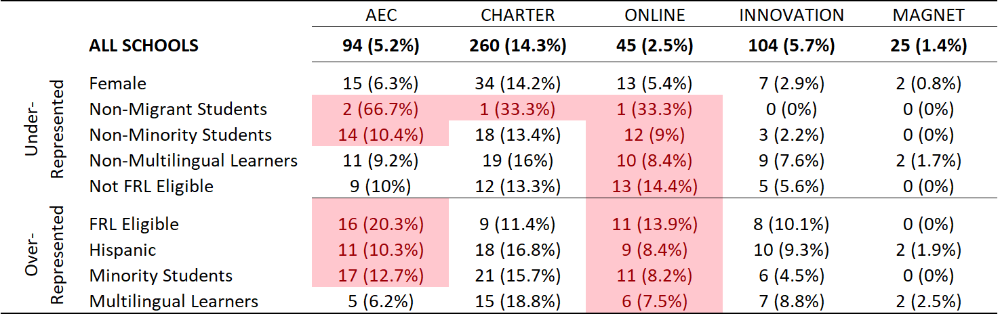 AEC CHARTER ONLINE INNOVATION MAGNET
ALL SCHOOLS 94 (5.2%) 260 (14.3%) 45 (2.5%) 104 (5.7%) 25 (1.4%)
Under-
Represented
Female 15 (6.3%) 34 (14.2%) 13 (5.4%) 7 (2.9%) 2 (0.8%)
Non-Migrant Students 2 (66.7%) 1 (33.3%) 1 (33.3%) 0 (0%) 0 (0%)
Non-Minority Students 14 (10.4%) 18 (13.4%) 12 (9%) 3 (2.2%) 0 (0%)
Non-Multilingual Learners 11 (9.2%) 19 (16%) 10 (8.4%) 9 (7.6%) 2 (1.7%)
Not FRL Eligible 9 (10%) 12 (13.3%) 13 (14.4%) 5 (5.6%) 0 (0%)
Over-
Represented
FRL Eligible 16 (20.3%) 9 (11.4%) 11 (13.9%) 8 (10.1%) 0 (0%)
Hispanic 11 (10.3%) 18 (16.8%) 9 (8.4%) 10 (9.3%) 2 (1.9%)
Minority Students 17 (12.7%) 21 (15.7%) 11 (8.2%) 6 (4.5%) 0 (0%)
Multilingual Learners 5 (6.2%) 15 (18.8%) 6 (7.5%) 7 (8.8%) 2 (2.5%)